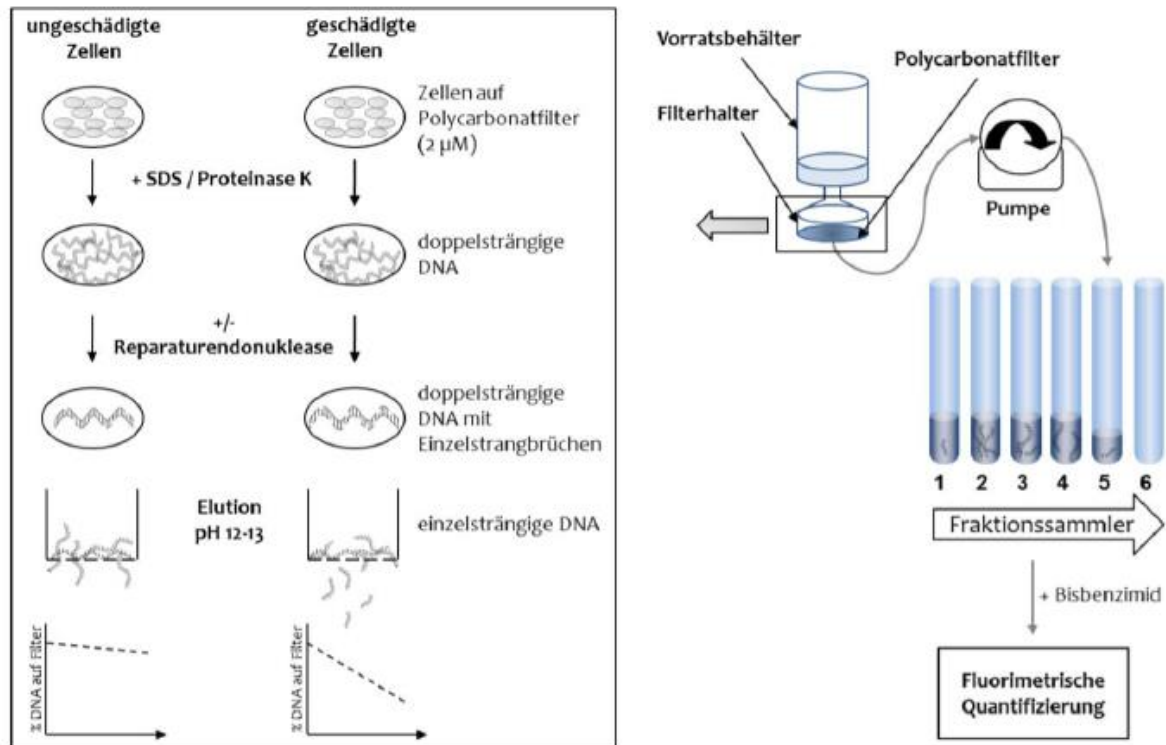 ungeschädigte
Zellen
geschädigte
Zellen
Zellen auf
Polycarbonatfilter
(2 µM)
+ SDS / Proteinase K
doppelsträngige
DNA
+/-
Reparaturendonuklease
doppelsträngige
DNA mit
Einzelstrangbrüchen
Elution
pH 12-13
einzelsträngige DNA
% DNA auf Filter
% DNA auf Filter
Vorratsbehälter
Polycarbonatfilter
Filterhalter
Pumpe
1 2 3 4 5 6
Fraktionssammler
+ Bisbenzimid
Fluorimetrische
Quantifizierung